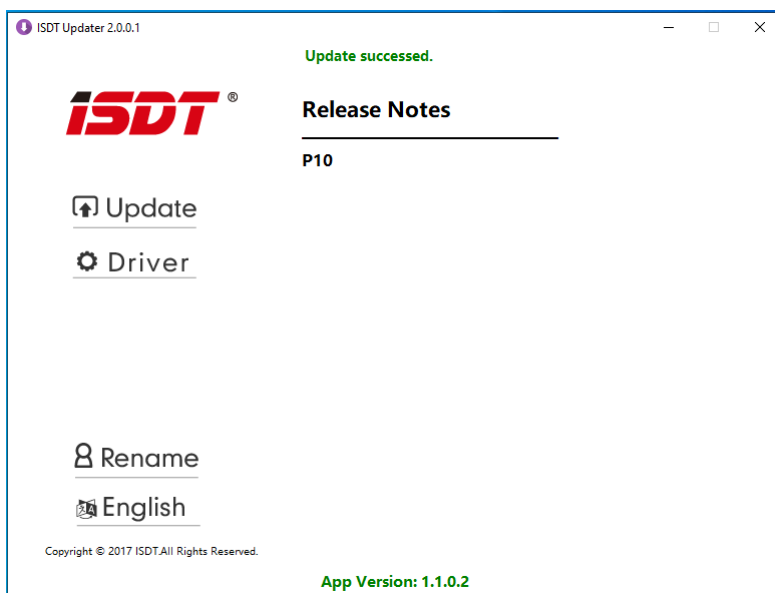 ISDT Updater 2.0.0.1
Update successed.
iSDT ®
Release Notes
P10
Update
Driver
Rename
English
Copyright © 2017 ISDT.All Rights Reserved.
App Version: 1.1.0.2